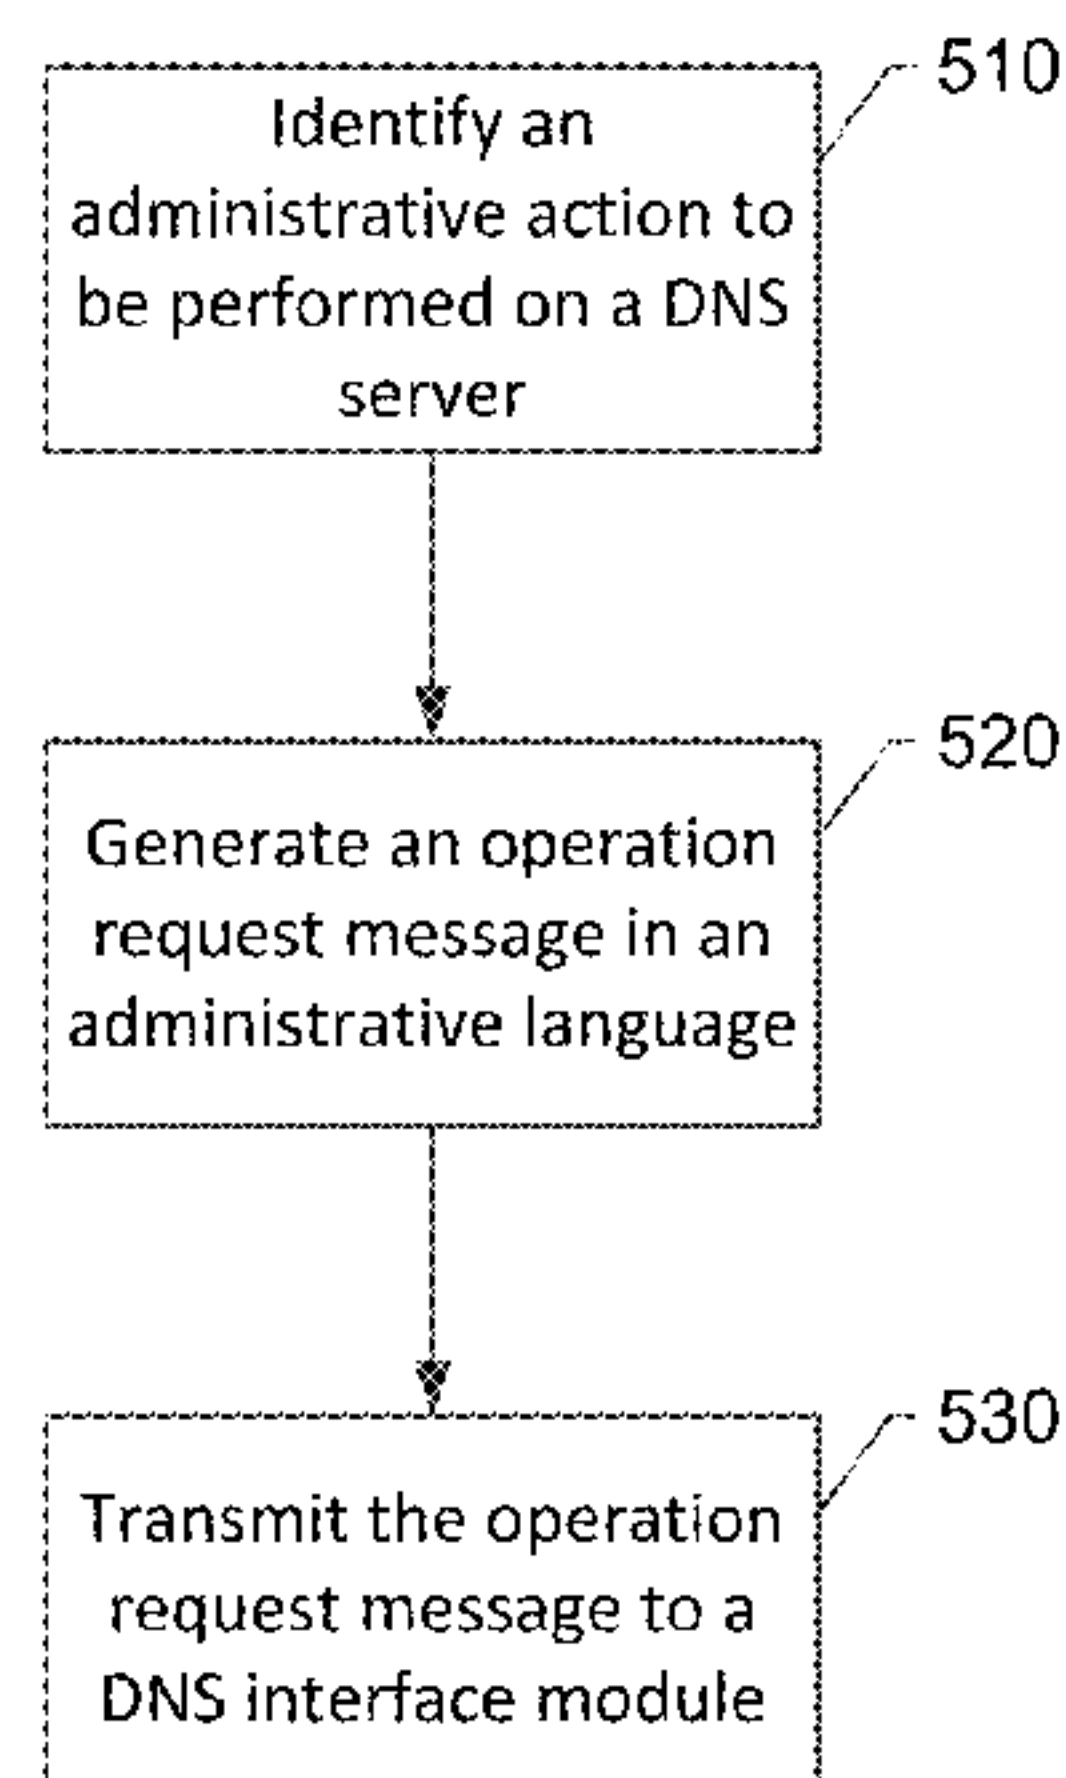 510
Identify an
administrative action to
be performed on a DNS
server
520
Generate an operation
request message in an
administrative language
530
Transmit the operation
request message to a
DNS interface module